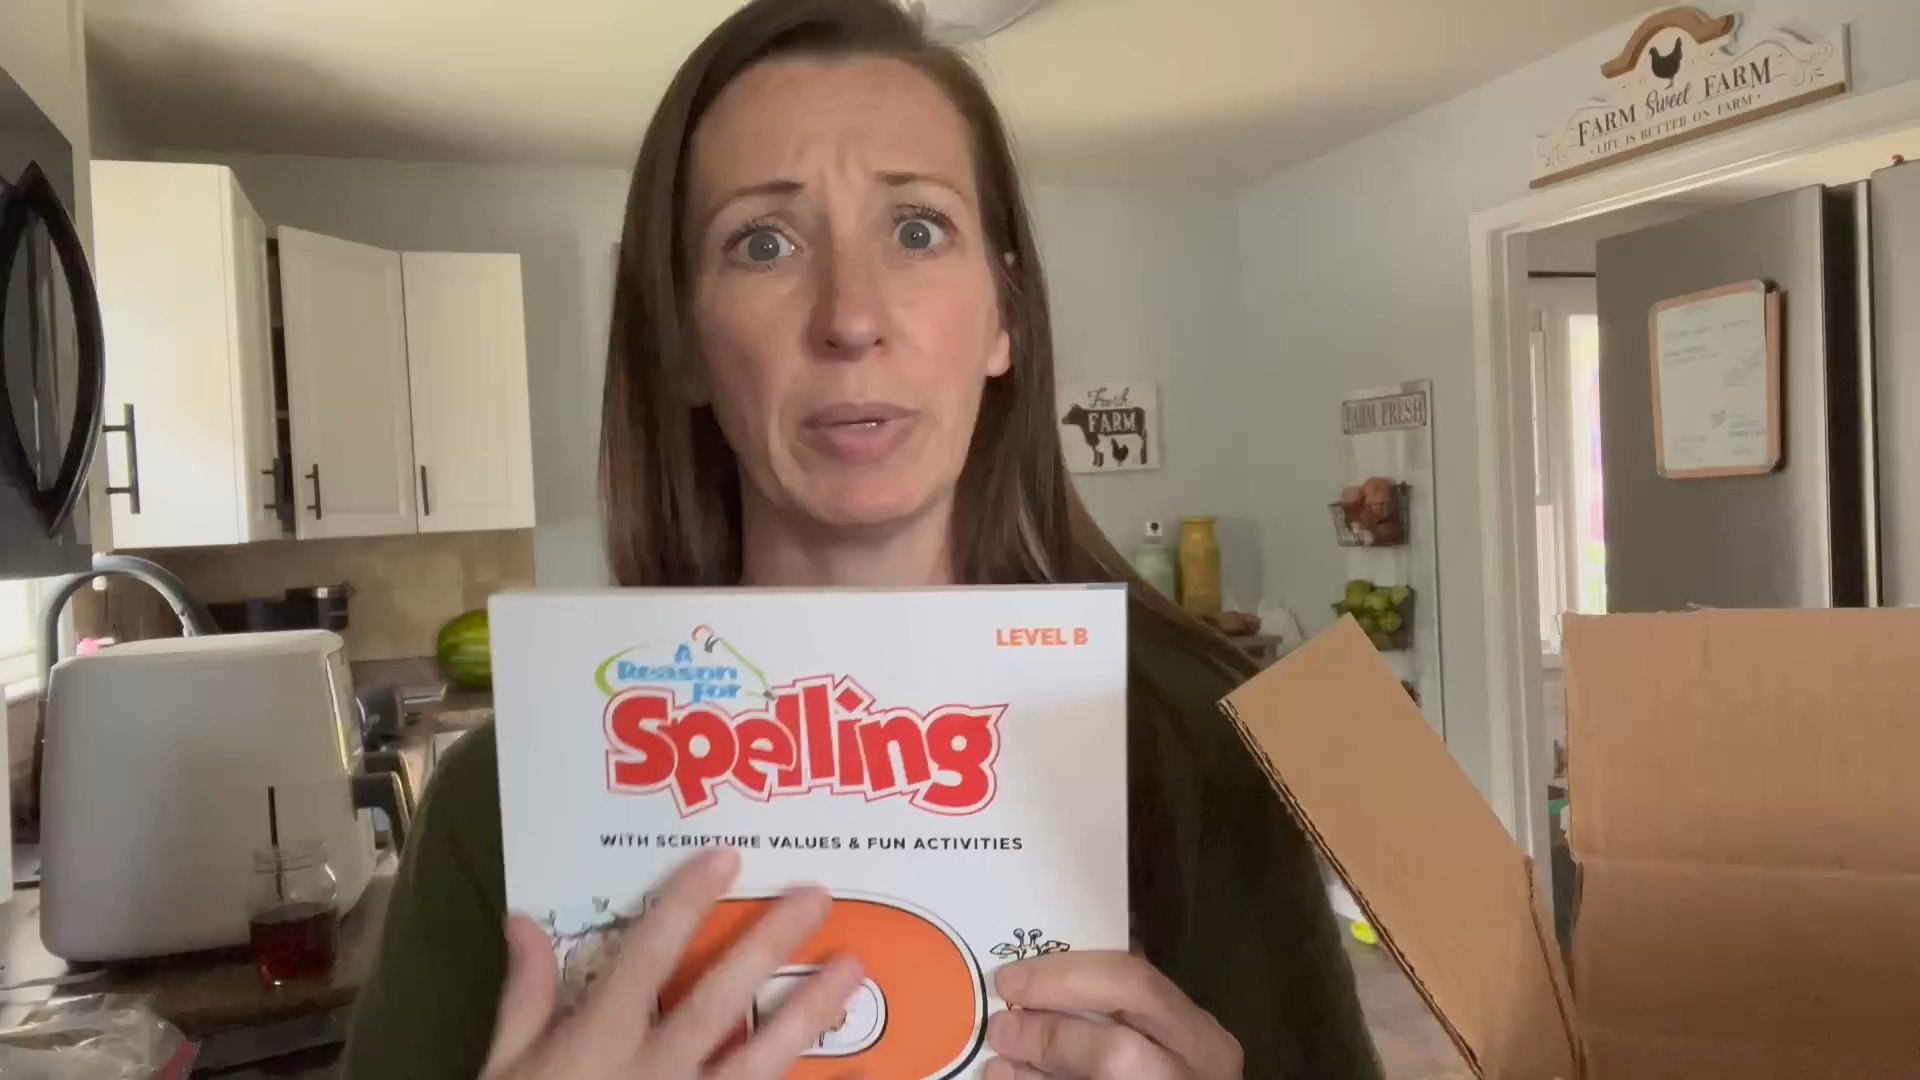 FARM Sweet FARM
· LIFE IS BETTER ON FARM ·
Fresh
FARM
FARM FRESH
LEVEL B
A
Reason
For
Spelling
WITH SCRIPTURE VALUES & FUN ACTIVITIES